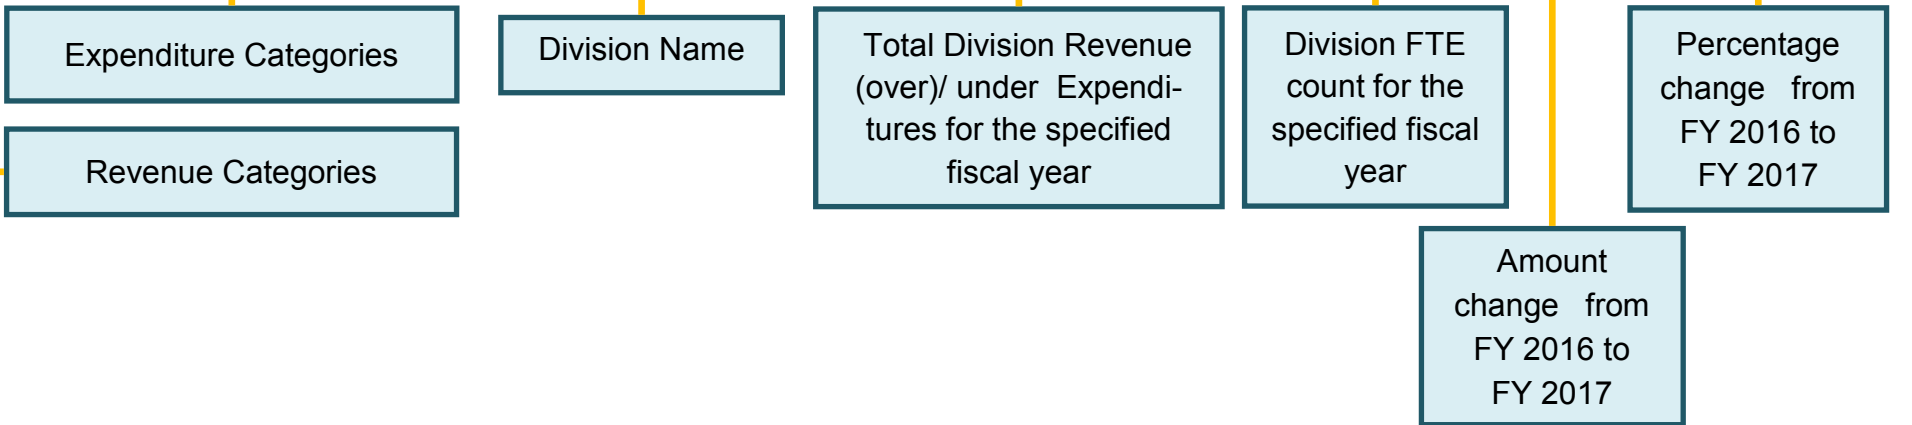 Expenditure Categories
Revenue Categories
Division Name
Total Division Revenue
(over)/ under Expendi-
tures for the specified
fiscal year
Division FTE
count for the
specified fiscal
year
Amount
change from
FY 2016 to
FY 2017
Percentage
change from
FY 2016 to
FY 2017